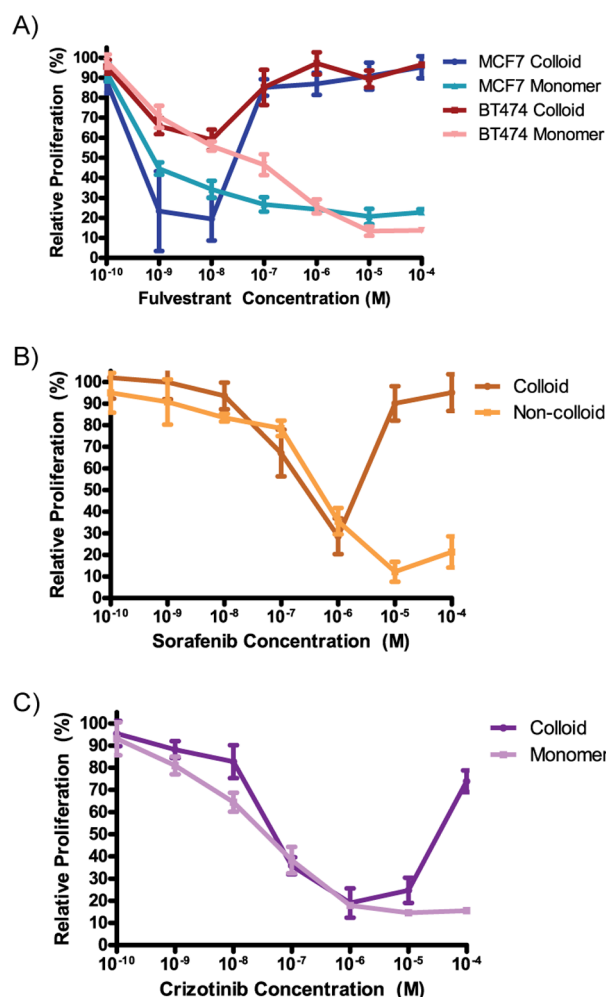 A)
Relative Proliferation (%)
100
90
80
70
60
50
40
30
20
10
0
10-10 10-9 10-8 10-7 10-6 10-5 10-4
Fulvestrant Concentration (M)
MCF7 Colloid
MCF7 Monomer
BT474 Colloid
BT474 Monomer
B)
Relative Proliferation (%)
100
90
80
70
60
50
40
30
20
10
0
10-10 10-9 10-8 10-7 10-6 10-5 10-4
Sorafenib Concentration (M)
Colloid
Non-colloid
C)
Relative Proliferation (%)
100
90
80
70
60
50
40
30
20
10
0
10-10 10-9 10-8 10-7 10-6 10-5 10-4
Crizotinib Concentration (M)
Colloid
Monomer